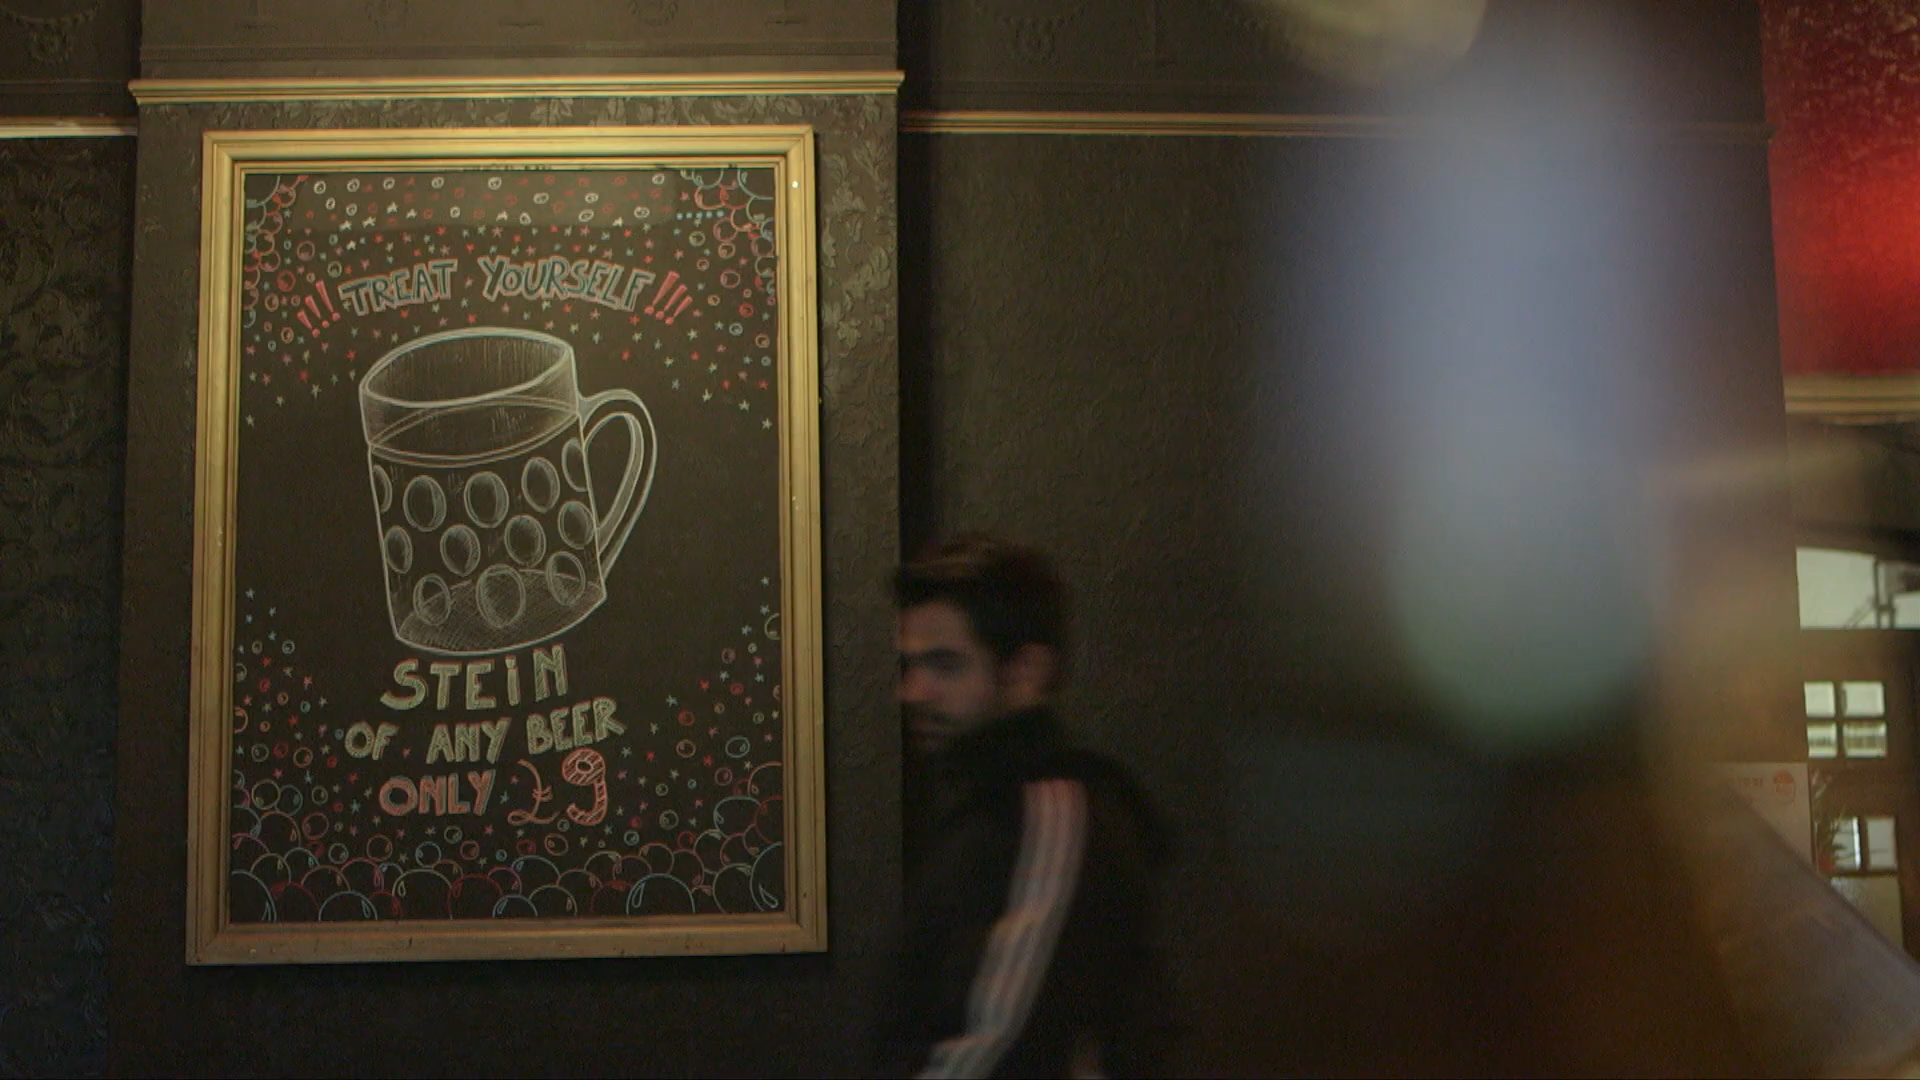 !!! TREAT YOURSELF !!!
STEiN
OF ANY BEER
ONLY £9